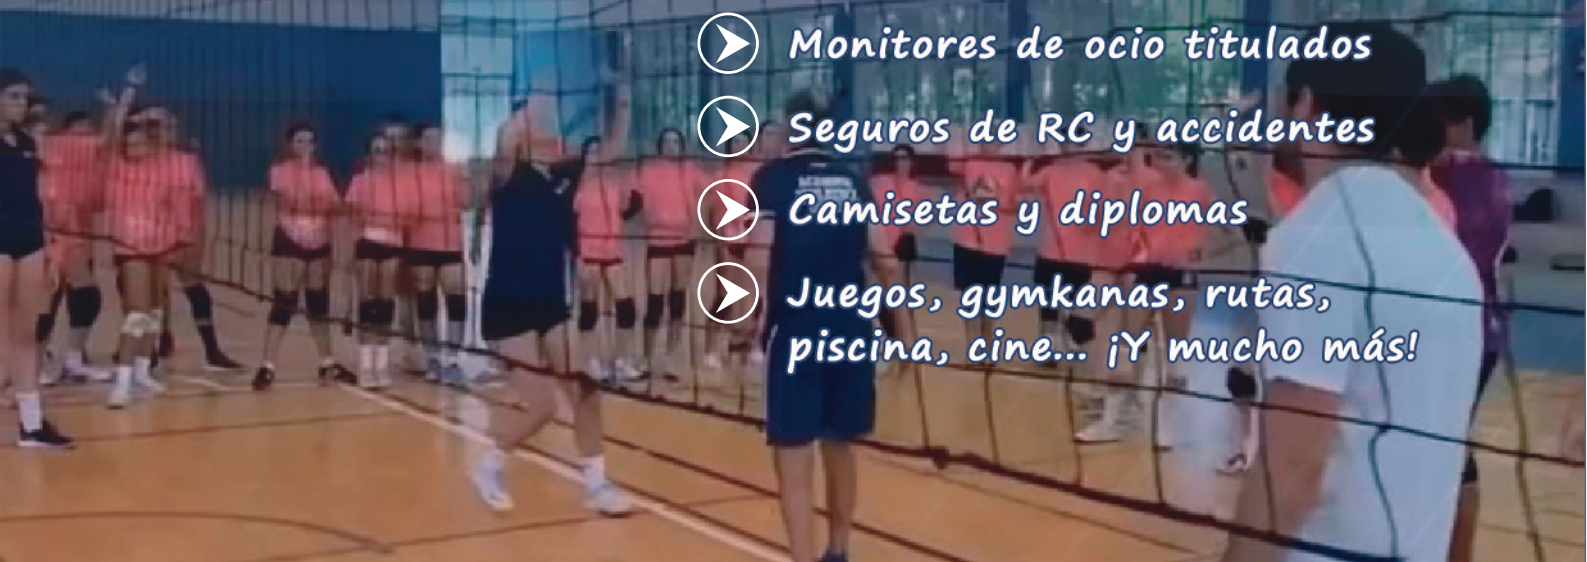 Monitores de ocio titulados
Seguros de RC y accidentes
Camisetas y diplomas
Juegos, gymkanas, rutas,
piscina, cine... ¡Y mucho más!